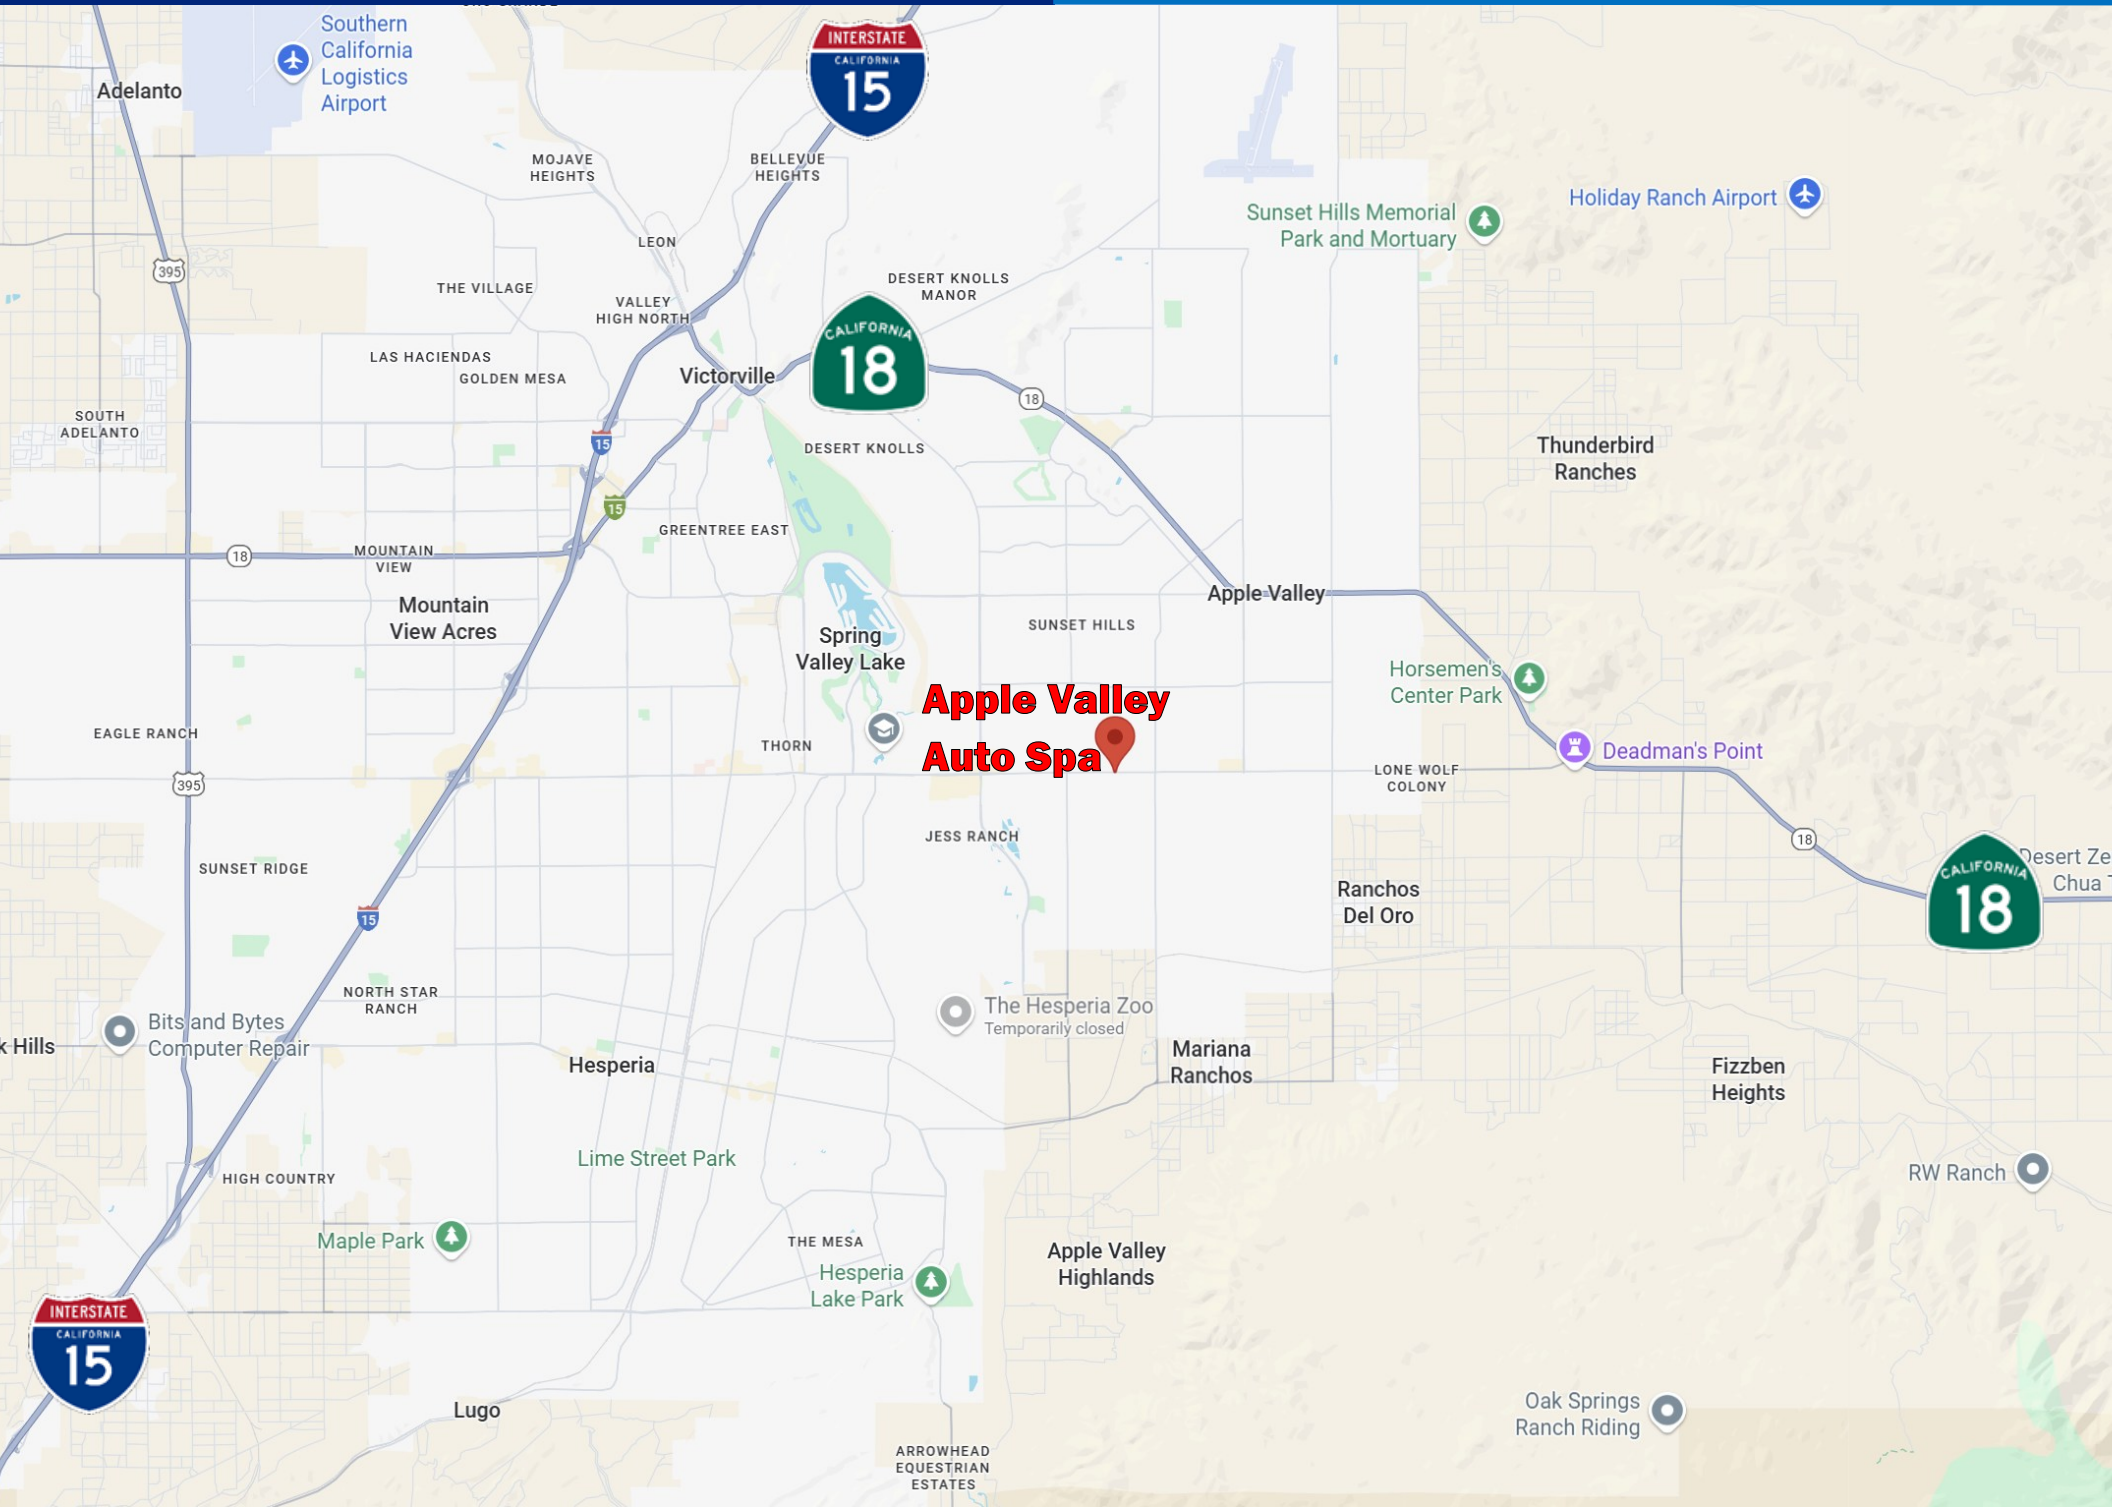 Southern
California
Logistics
Airport
Adelanto
INTERSTATE
CALIFORNIA
15
MOJAVE
HEIGHTS
BELLEVUE
HEIGHTS
Holiday Ranch Airport
Sunset Hills Memorial
Park and Mortuary
LEON
395
THE VILLAGE
VALLEY
HIGH NORTH
DESERT KNOLLS
MANOR
CALIFORNIA
18
LAS HACIENDAS
GOLDEN MESA
Victorville
18
SOUTH
ADELANTO
15
DESERT KNOLLS
Thunderbird
Ranches
15
GREENTREE EAST
18
MOUNTAIN
VIEW
Mountain
View Acres
Apple Valley
SUNSET HILLS
Spring
Valley Lake
Horsemen's
Center Park
Apple Valley
Auto Spa
EAGLE RANCH
THORN
Deadman's Point
395
LONE WOLF
COLONY
JESS RANCH
18
SUNSET RIDGE
CALIFORNIA
18
Desert Ze
Chua
Ranchos
Del Oro
15
NORTH STAR
RANCH
The Hesperia Zoo
Temporarily closed
Bits and Bytes
Computer Repair
k Hills
Hesperia
Mariana
Ranchos
Fizzben
Heights
Lime Street Park
HIGH COUNTRY
RW Ranch
Maple Park
THE MESA
Hesperia
Lake Park
Apple Valley
Highlands
INTERSTATE
CALIFORNIA
15
Lugo
Oak Springs
Ranch Riding
ARROWHEAD
EQUESTRIAN
ESTATES